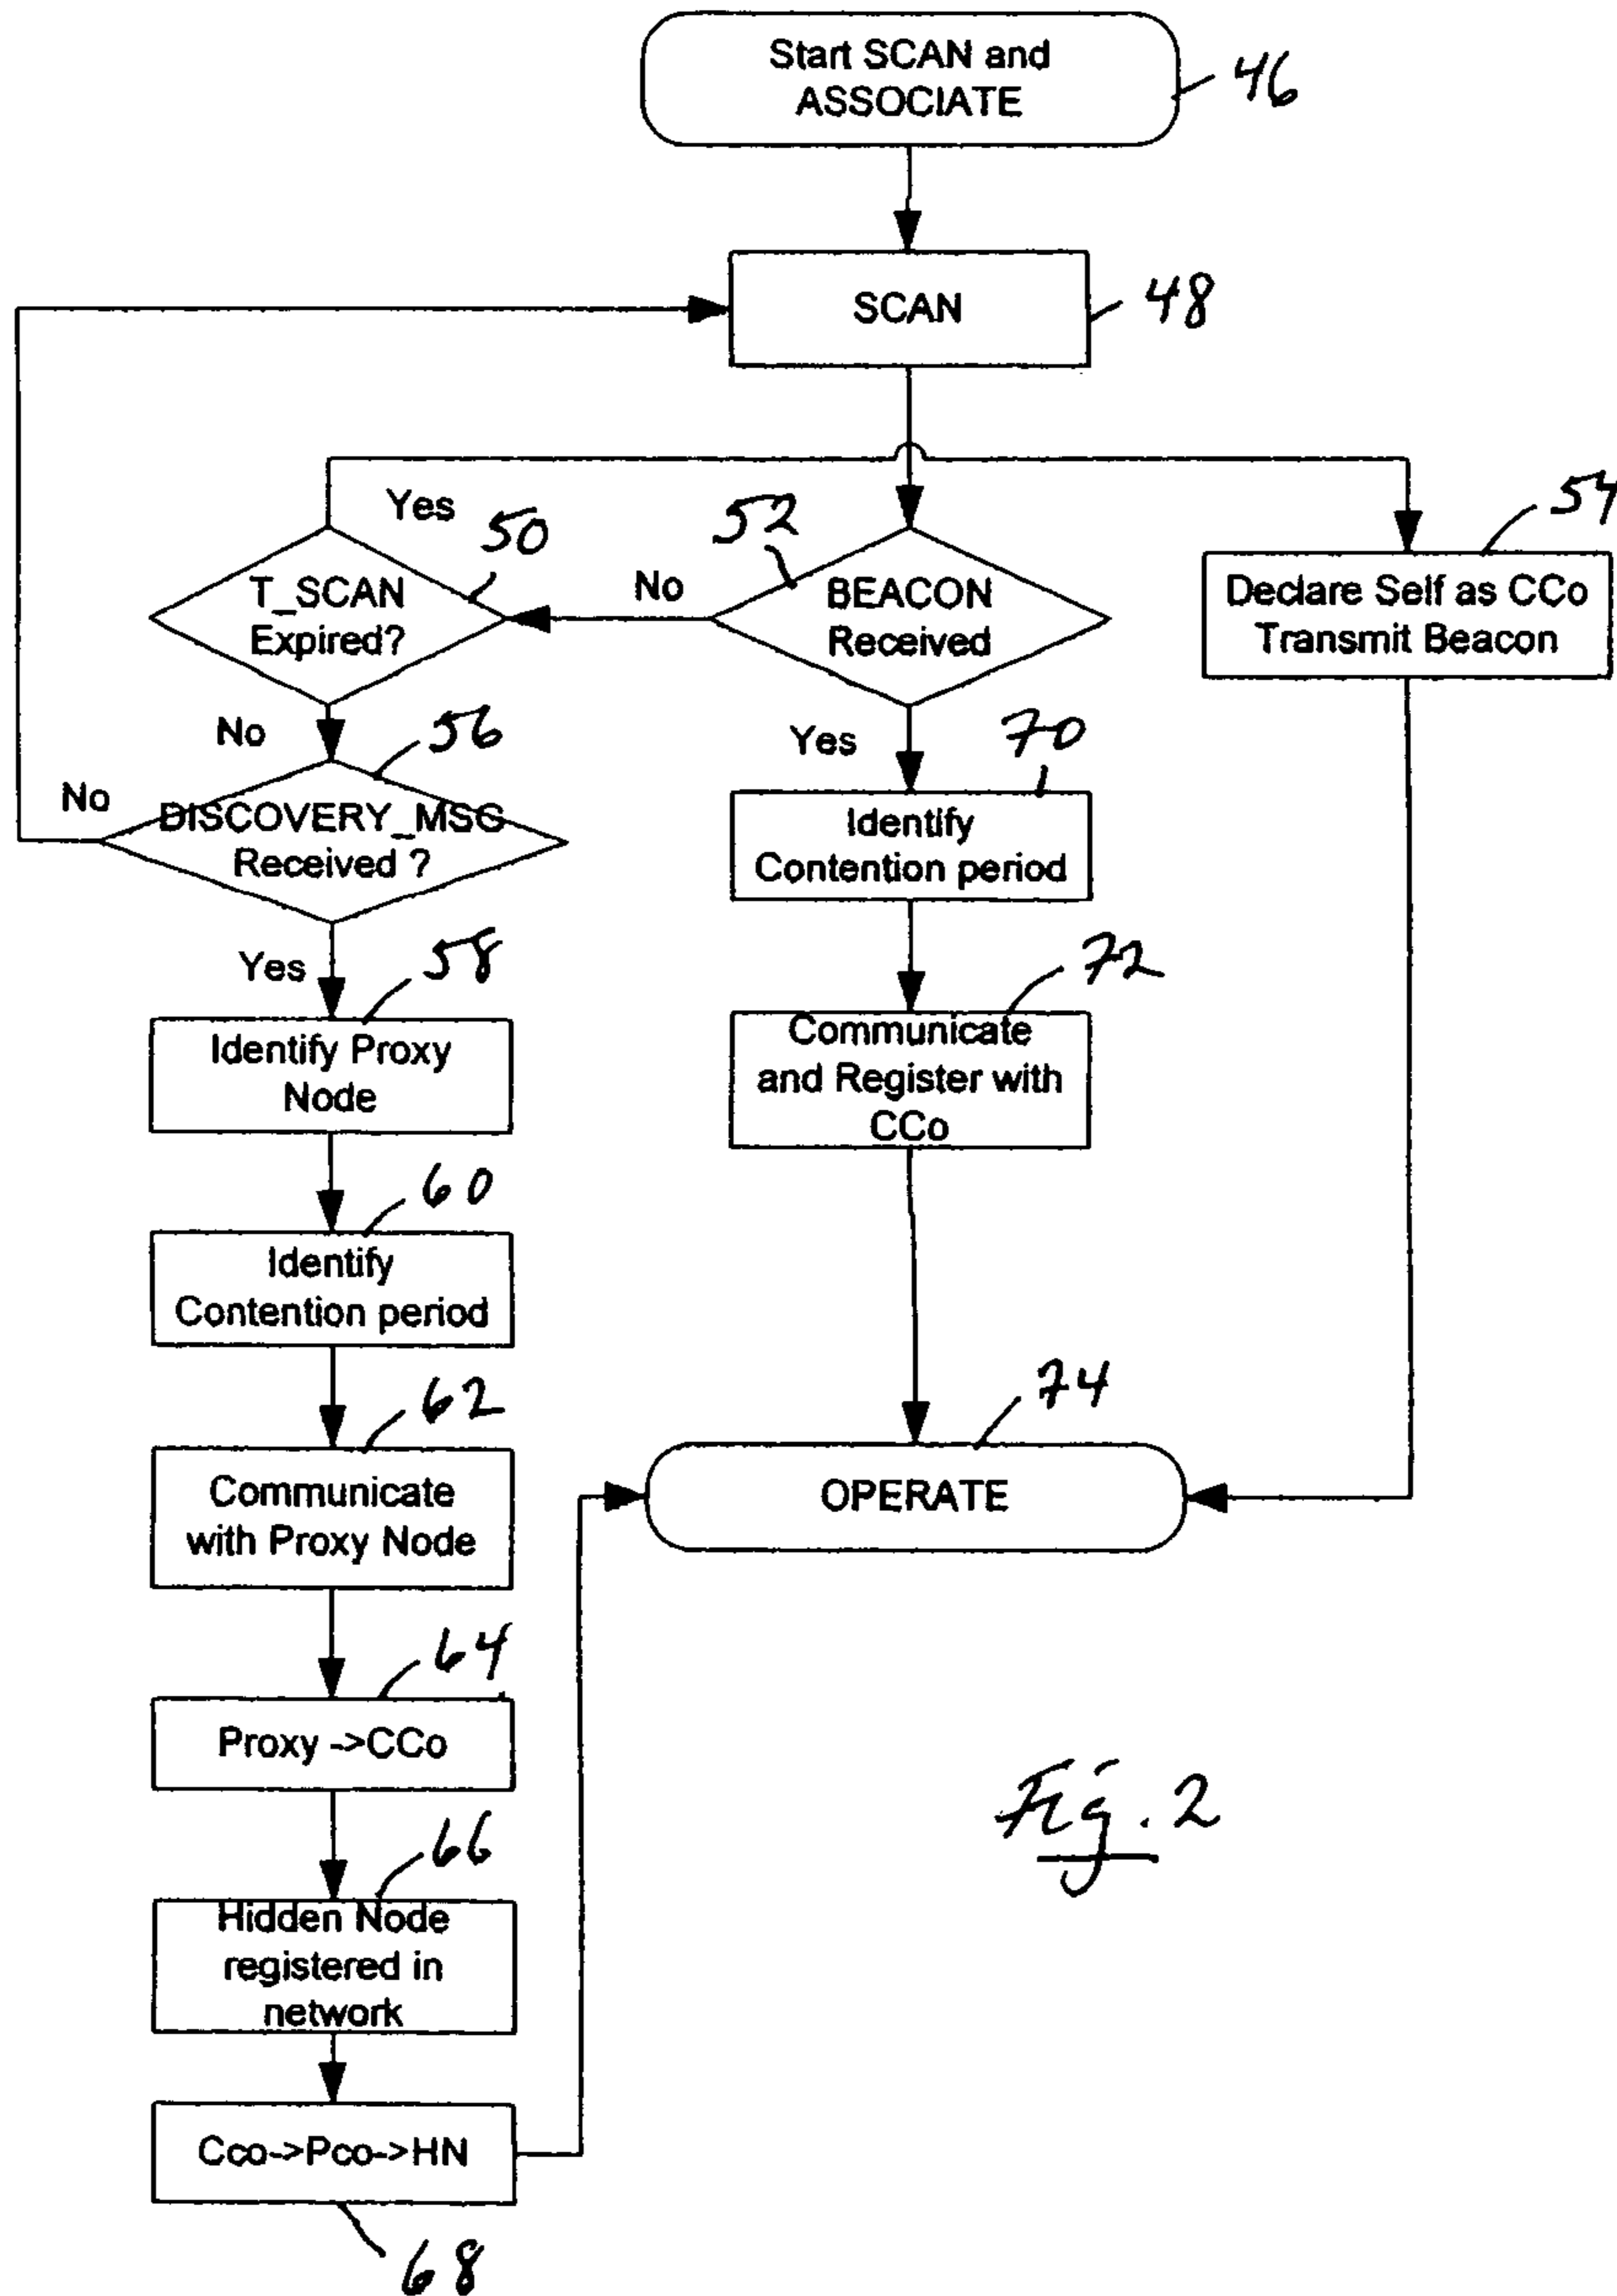 Start SCAN and
ASSOCIATE
46
SCAN
48
Yes
50
T_SCAN
Expired?
No
52
BEACON
Received
54
Declare Self as CCo
Transmit Beacon
No
56
No
DISCOVERY_MSG
Received ?
Yes
70
Identify
Contention period
Yes
58
Identify Proxy
Node
72
Communicate
and Register with
CCo
60
Identify
Contention period
62
Communicate
with Proxy Node
74
OPERATE
64
Proxy ->CCo
66
Hidden Node
registered in
network
Cco->Pco->HN
68
Fig. 2